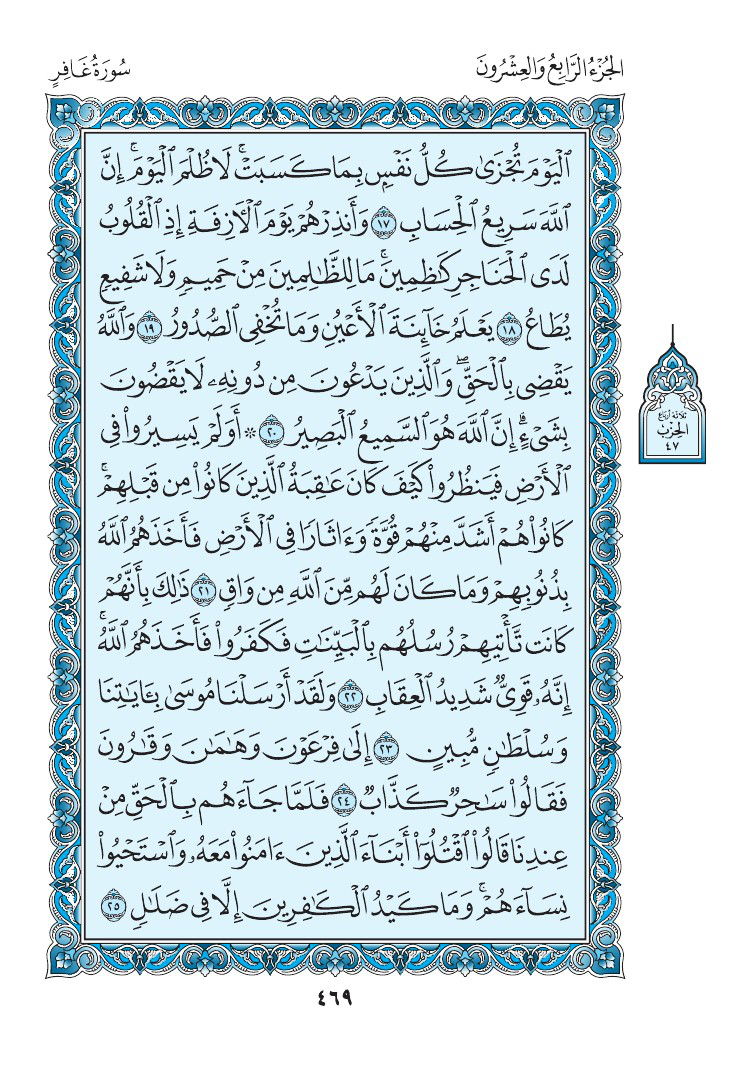 الجُزْءُ الرَّابِعُ وَالعِشْرُونَ
سُورَةُ غَافِرٍ
ٱلْيَوْمَ تُجْزَىٰ كُلُّ نَفْسٍۭ بِمَا كَسَبَتْۚ لَا ظُلْمَ ٱلْيَوْمَۚ إِنَّ
ٱللَّهَ سَرِيعُ ٱلْحِسَابِ ١٧ وَأَنذِرْهُمْ يَوْمَ ٱلْأَزِفَةِ إِذِ ٱلْقُلُوبُ
لَدَى ٱلْحَنَاجِرِ كَٰظِمِينَۚ مَا لِلظَّٰلِمِينَ مِنْ حَمِيمٍ وَلَا شَفِيعٍ
يُطَاعُ ١٨ يَعْلَمُ خَآئِنَةَ ٱلْأَعْيُنِ وَمَا تُخْفِى ٱلصُّدُورُ ١٩ وَٱللَّهُ
يَقْضِى بِٱلْحَقِّۖ وَٱلَّذِينَ يَدْعُونَ مِن دُونِهِۦ لَا يَقْضُونَ
بِشَىْءٍۗ إِنَّ ٱللَّهَ هُوَ ٱلسَّمِيعُ ٱلْبَصِيرُ ٢٠ ۞ أَوَلَمْ يَسِيرُوا۟ فِى
ٱلْأَرْضِ فَيَنظُرُوا۟ كَيْفَ كَانَ عَٰقِبَةُ ٱلَّذِينَ كَانُوا۟ مِن قَبْلِهِمْۚ
كَانُوا۟ هُمْ أَشَدَّ مِنْهُمْ قُوَّةً وَءَاثَارًا فِى ٱلْأَرْضِ فَأَخَذَهُمُ ٱللَّهُ
بِذُنُوبِهِمْ وَمَا كَانَ لَهُم مِّنَ ٱللَّهِ مِن وَاقٍ ٢١ ذَٰلِكَ بِأَنَّهُمْ
كَانَت تَّأْتِيهِمْ رُسُلُهُم بِٱلْبَيِّنَٰتِ فَكَفَرُوا۟ فَأَخَذَهُمُ ٱللَّهُۚ
إِنَّهُۥ قَوِىٌّ شَدِيدُ ٱلْعِقَابِ ٢٢ وَلَقَدْ أَرْسَلْنَا مُوسَىٰ بِـَٔايَٰتِنَا
وَسُلْطَٰنٍ مُّبِينٍ ٢٣ إِلَىٰ فِرْعَوْنَ وَهَٰمَٰنَ وَقَٰرُونَ
فَقَالُوا۟ سَٰحِرٌ كَذَّابٌ ٢٤ فَلَمَّا جَآءَهُم بِٱلْحَقِّ مِنْ
عِندِنَا قَالُوا۟ ٱقْتُلُوٓا۟ أَبْنَآءَ ٱلَّذِينَ ءَامَنُوا۟ مَعَهُۥ وَٱسْتَحْيُوا۟
نِسَآءَهُمْۚ وَمَا كَيْدُ ٱلْكَٰفِرِينَ إِلَّا فِى ضَلَٰلٍ ٢٥
ثلاثة أرباع
الحزب
٤٧
٤٦٩